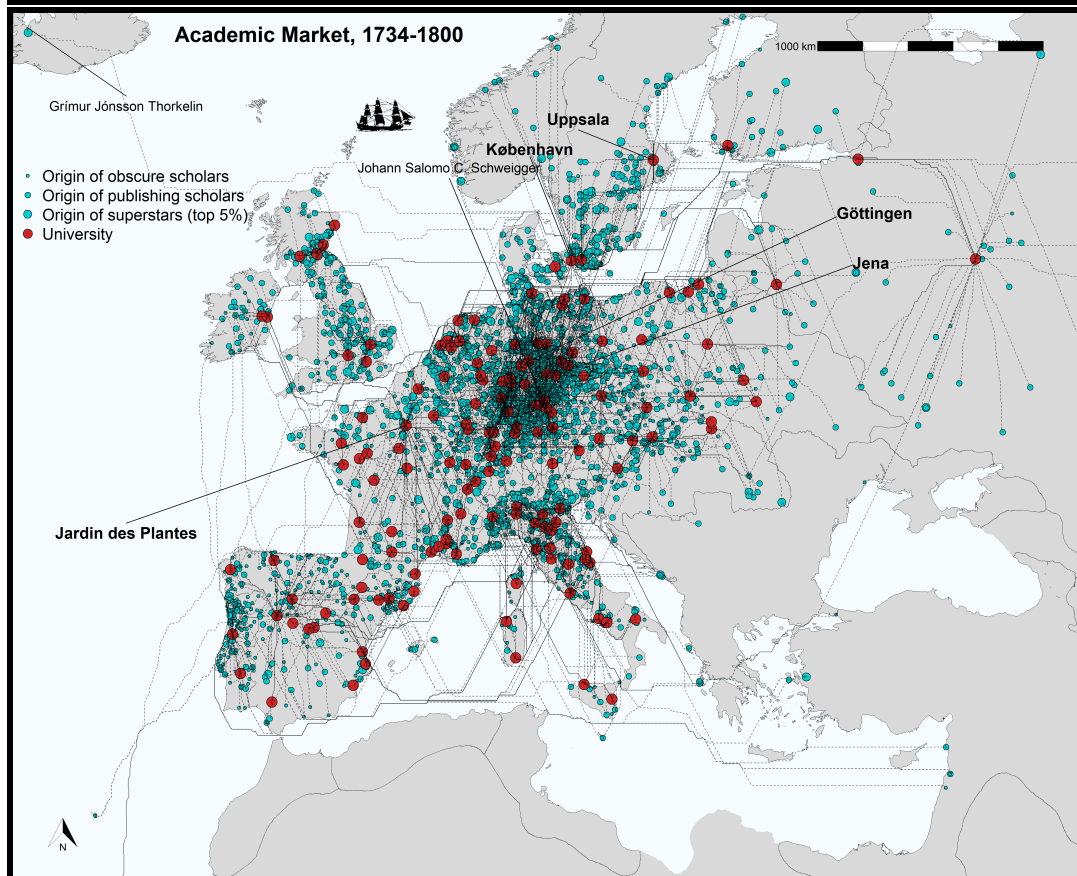 Academic Market, 1734-1800
1000 km
Grímur Jónsson Thorkelin
Uppsala
København
Johann Salomo C. Schweigger
Origin of obscure scholars
Origin of publishing scholars
Origin of superstars (top 5%)
University
Göttingen
Jena
Jardin des Plantes
N